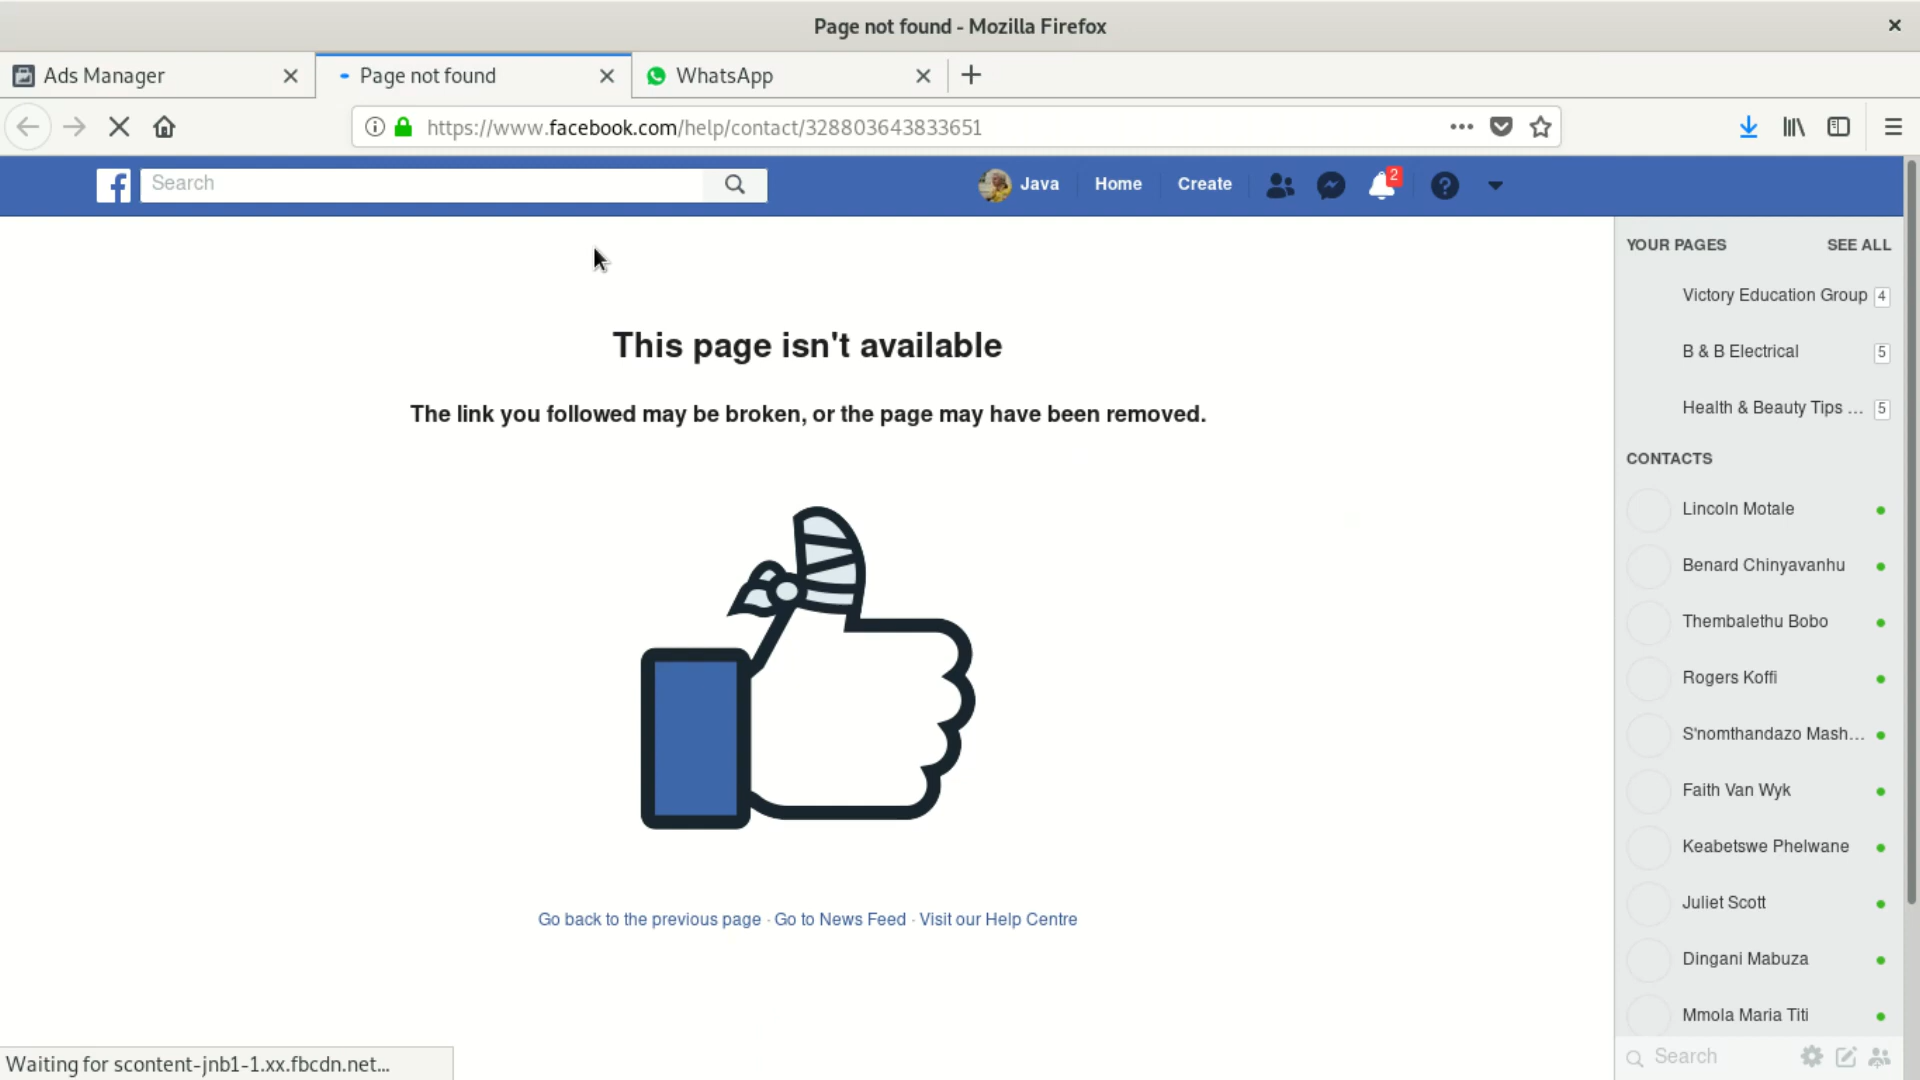 Page not found - Mozilla Firefox
Ads Manager
Page not found
WhatsApp
https://www.facebook.com/help/contact/328803643833651
Search
Java
Home
Create
2
This page isn't available
The link you followed may be broken, or the page may have been removed.
Go back to the previous page · Go to News Feed · Visit our Help Centre
YOUR PAGES
SEE ALL
Victory Education Group 4
B & B Electrical 5
Health & Beauty Tips ... 5
CONTACTS
Lincoln Motale
Benard Chinyavanhu
Thembalethu Bobo
Rogers Koffi
S'nomthandazo Mash...
Faith Van Wyk
Keabetswe Phelwane
Juliet Scott
Dingani Mabuza
Mmola Maria Titi
Search
Waiting for scontent-jnb1-1.xx.fbcdn.net...